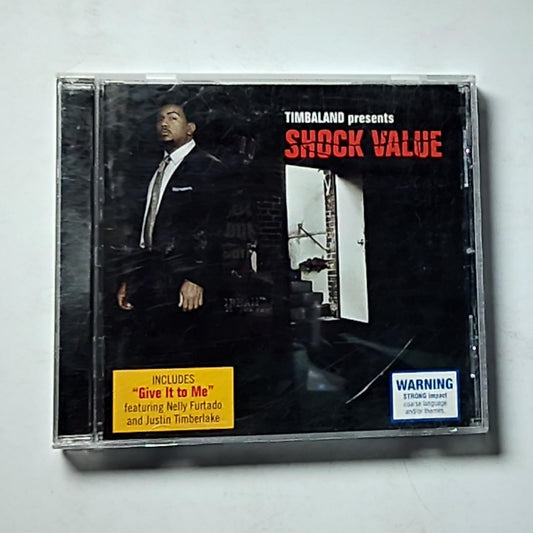 TIMBALAND presents
SHOCK VALUE
INCLUDES
"Give It to Me"
featuring Nelly Furtado
and Justin Timberlake
WARNING
STRONG impact
coarse language
and/or themes